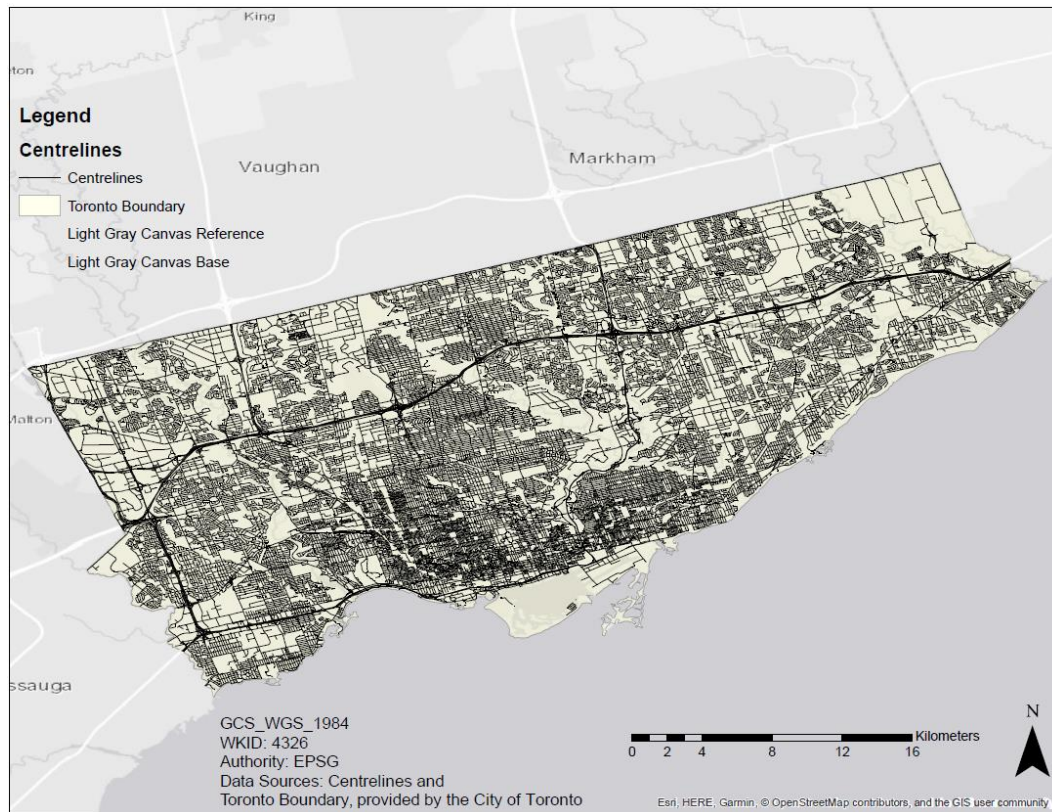 King
ton
Legend
Centrelines
Centrelines
Toronto Boundary
Light Gray Canvas Reference
Light Gray Canvas Base
Vaughan
Markham
Malton
ssauga
GCS_WGS_1984
WKID: 4326
Authority: EPSG
Data Sources: Centrelines and
Toronto Boundary, provided by the City of Toronto
0 2 4 8 12 16
Kilometers
N
Esri, HERE, Garmin, © OpenStreetMap contributors, and the GIS user community